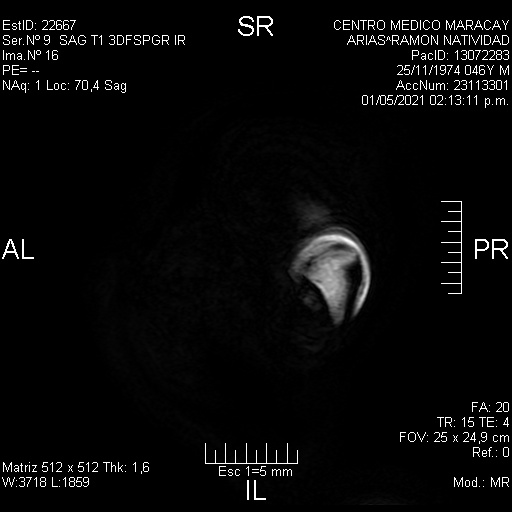 EstID: 22667
Ser.Nº 9 SAG T1 3DFSPGR IR
Ima.Nº 16
PE= --
NAq: 1 Loc: 70,4 Sag
SR
CENTRO MEDICO MARACAY
ARIAS^RAMON NATIVIDAD
PacID: 13072283
25/11/1974 046Y M
AccNum: 23113301
01/05/2021 02:13:11 p.m.
AL
PR
FA: 20
TR: 15 TE: 4
FOV: 25 x 24,9 cm
Ref.: 0
Mod.: MR
Matriz 512 x 512 Thk: 1,6
W:3718 L:1859
Esc 1=5 mm
IL